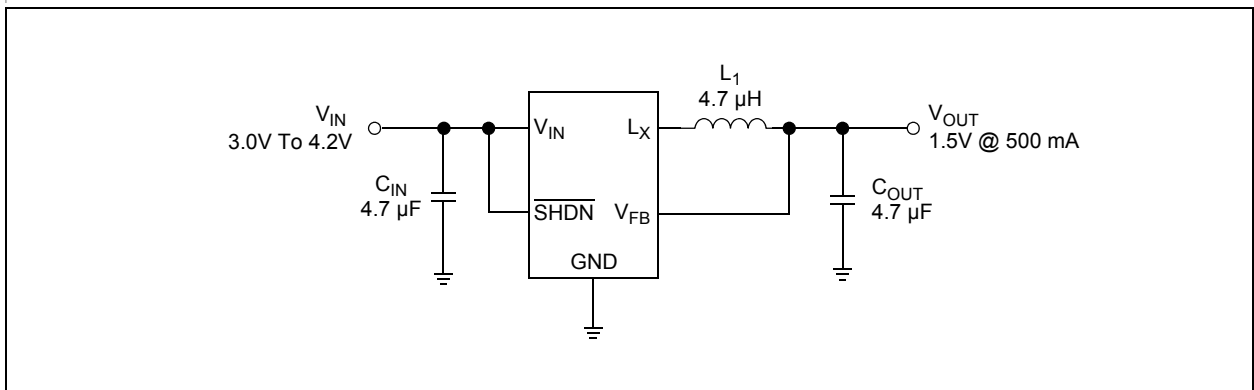 L1
4.7 µH
VIN
3.0V To 4.2V
VIN
LX
VOUT
1.5V @ 500 mA
CIN
4.7 µF
SHDN
VFB
COUT
4.7 µF
GND